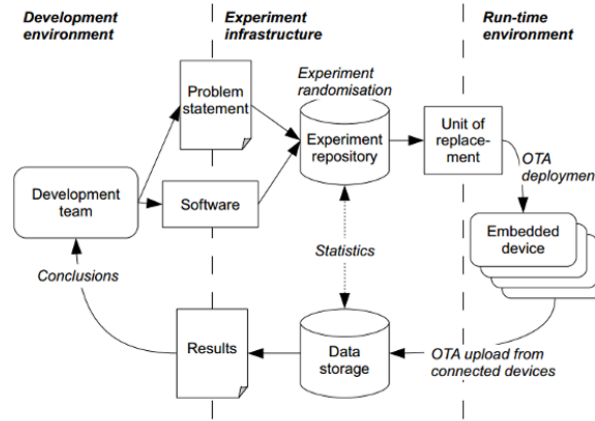 Development
environment
Experiment
infrastructure
Run-time
environment
Problem
statement
Experiment
randomisation
Experiment
repository
Unit of
replace-
ment
OTA
deployment
Development
team
Software
Embedded
device
Statistics
Conclusions
Results
Data
storage
OTA upload from
connected devices